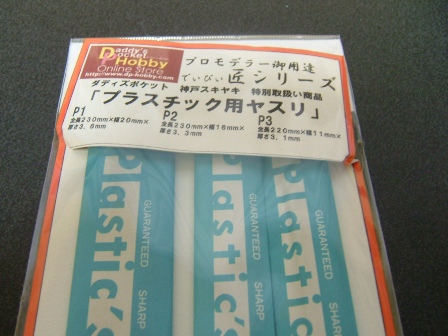 Daddy's
Pocket
Hobby
Online Store
http://www.dp-hobby.com
プロモデラー御用達
でぃぴぃ匠シリーズ
ダディズポケット 神戸スキヤキ 特別取扱い商品
「プラスチック用ヤスリ」
P1
全長230mm×幅20mm×
厚さ3.6mm
P2
全長230mm×幅16mm×
厚さ3.3mm
P3
全長220mm×幅11mm×
厚さ3.1mm
Plastic's
GUARANTEED
SHARP
Plastic's
GUARANTEED
SHARP
Plastic's
GUARANTEED
SHARP